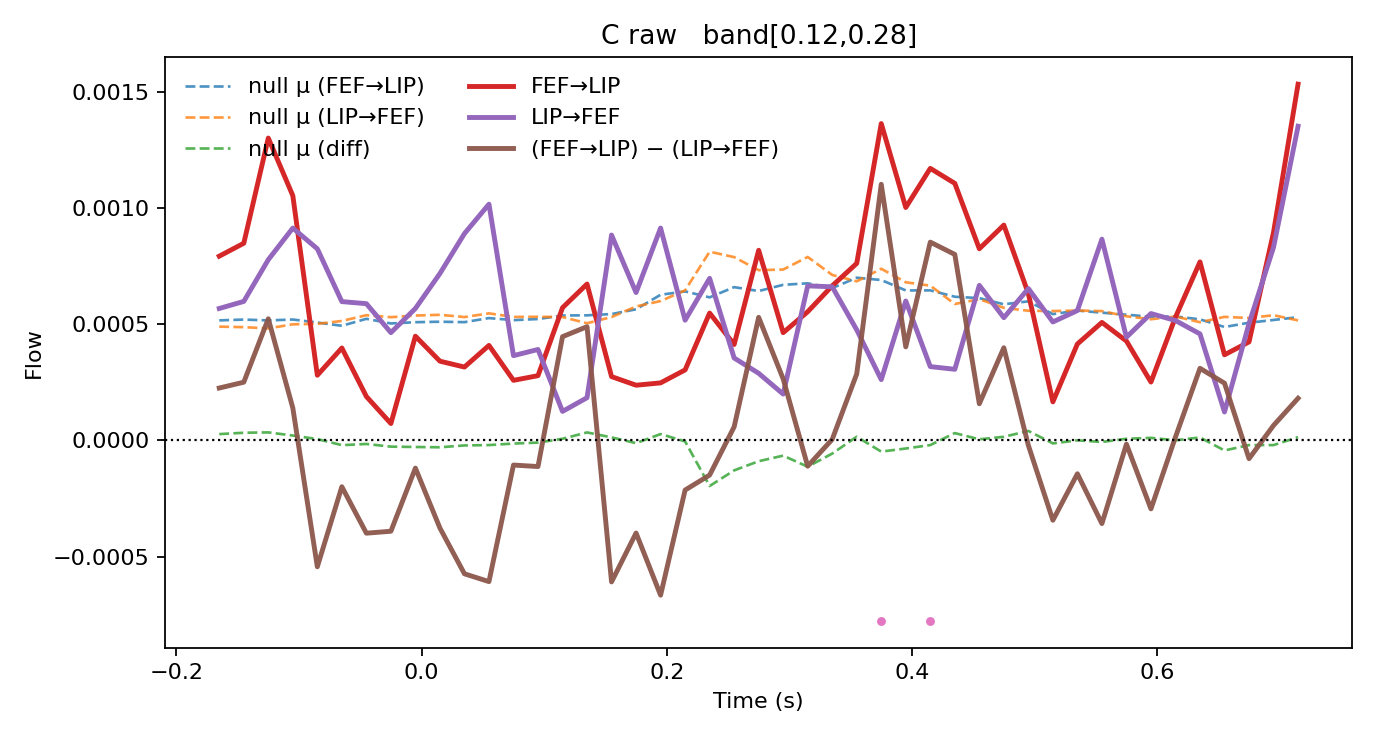 C raw   band[0.12,0.28]
null μ (FEF→LIP)
null μ (LIP→FEF)
null μ (diff)
FEF→LIP
LIP→FEF
(FEF→LIP) − (LIP→FEF)
Flow
0.0015
0.0010
0.0005
0.0000
−0.0005
−0.2
0.0
0.2
0.4
0.6
Time (s)